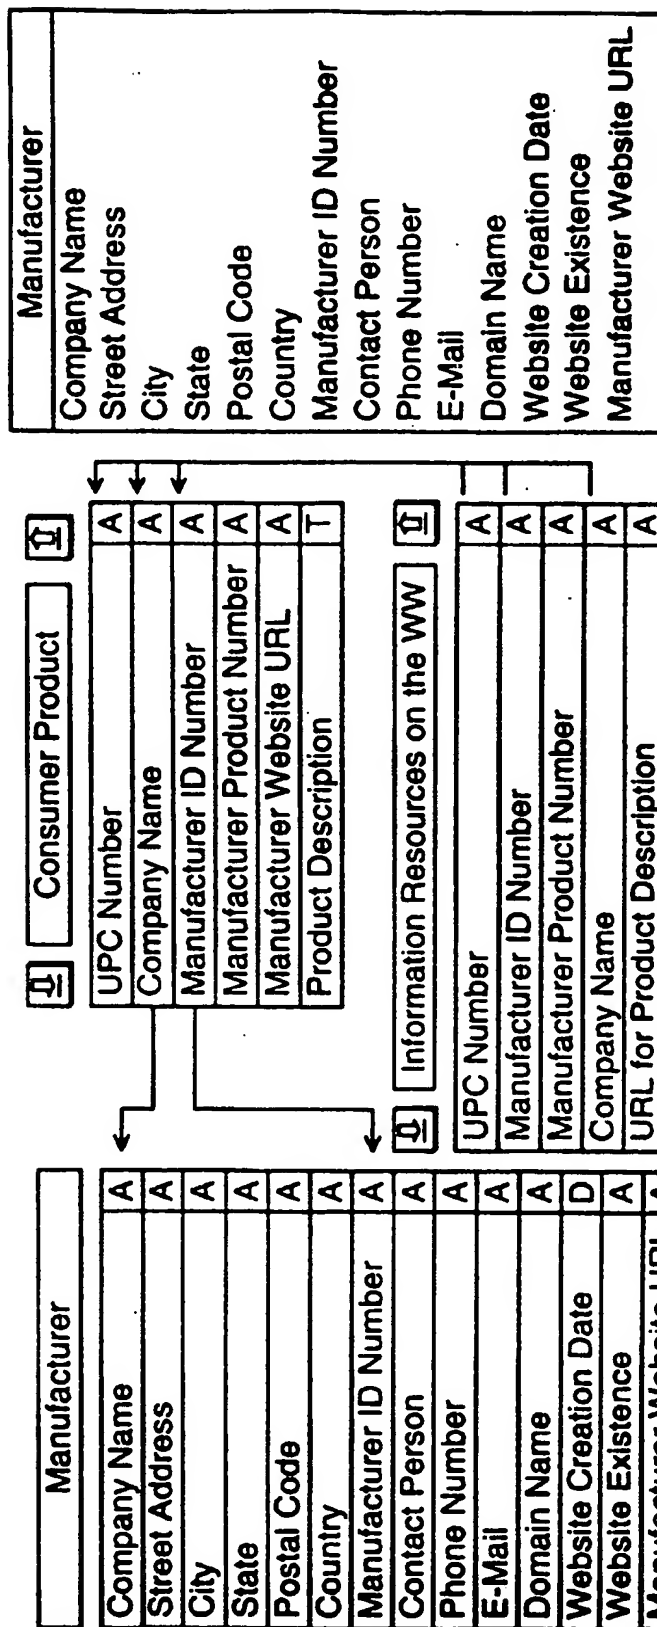 Manufacturer
Company Name A
Street Address A
City A
State A
Postal Code A
Country A
Manufacturer ID Number A
Contact Person A
Phone Number A
E-Mail A
Domain Name A
Website Creation Date D
Website Existence A
Manufacturer Website URL A
Consumer Product
UPC Number A
Company Name A
Manufacturer ID Number A
Manufacturer Product Number A
Manufacturer Website URL A
Product Description T
Information Resources on the WW
UPC Number A
Manufacturer ID Number A
Manufacturer Product Number A
Company Name A
URL for Product Description A
Manufacturer
Company Name
Street Address
City
State
Postal Code
Country
Manufacturer ID Number
Contact Person
Phone Number
E-Mail
Domain Name
Website Creation Date
Website Existence
Manufacturer Website URL